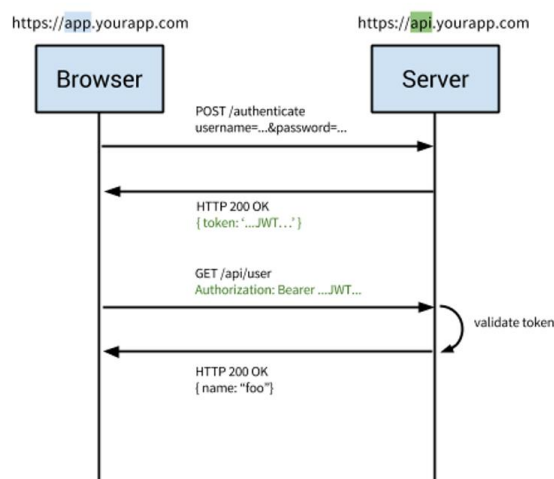 https://app.yourapp.com
https://api.yourapp.com
Browser
Server
POST /authenticate
username=...&password=...
HTTP 200 OK
{ token: ‘...JWT...’ }
GET /api/user
Authorization: Bearer ...JWT...
validate token
HTTP 200 OK
{ name: “foo”}